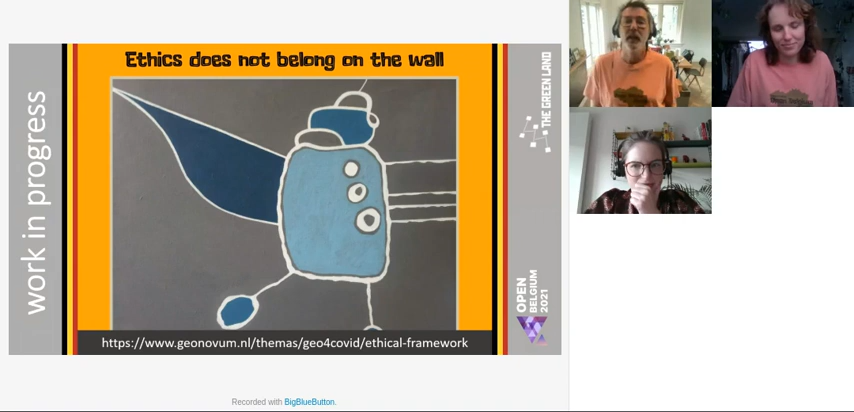 Ethics does not belong on the wall
work in progress
THE GREEN LAND
OPEN
BELGIUM
2021
https://www.geonovum.nl/themas/geo4covid/ethical-framework
Recorded with BigBlueButton.